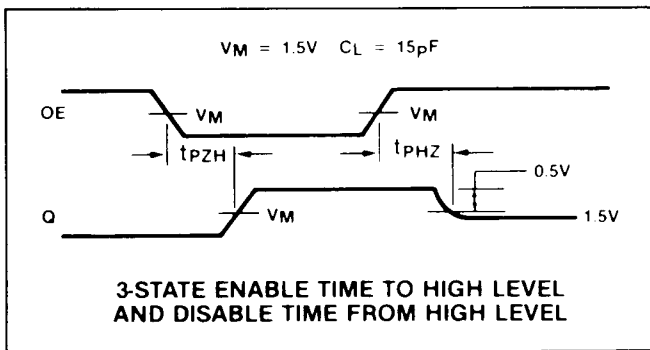 VM = 1.5V CL = 15pF
OE
VM
VM
tPZH
tPHZ
0.5V
Q
VM
1.5V
3-STATE ENABLE TIME TO HIGH LEVEL
AND DISABLE TIME FROM HIGH LEVEL